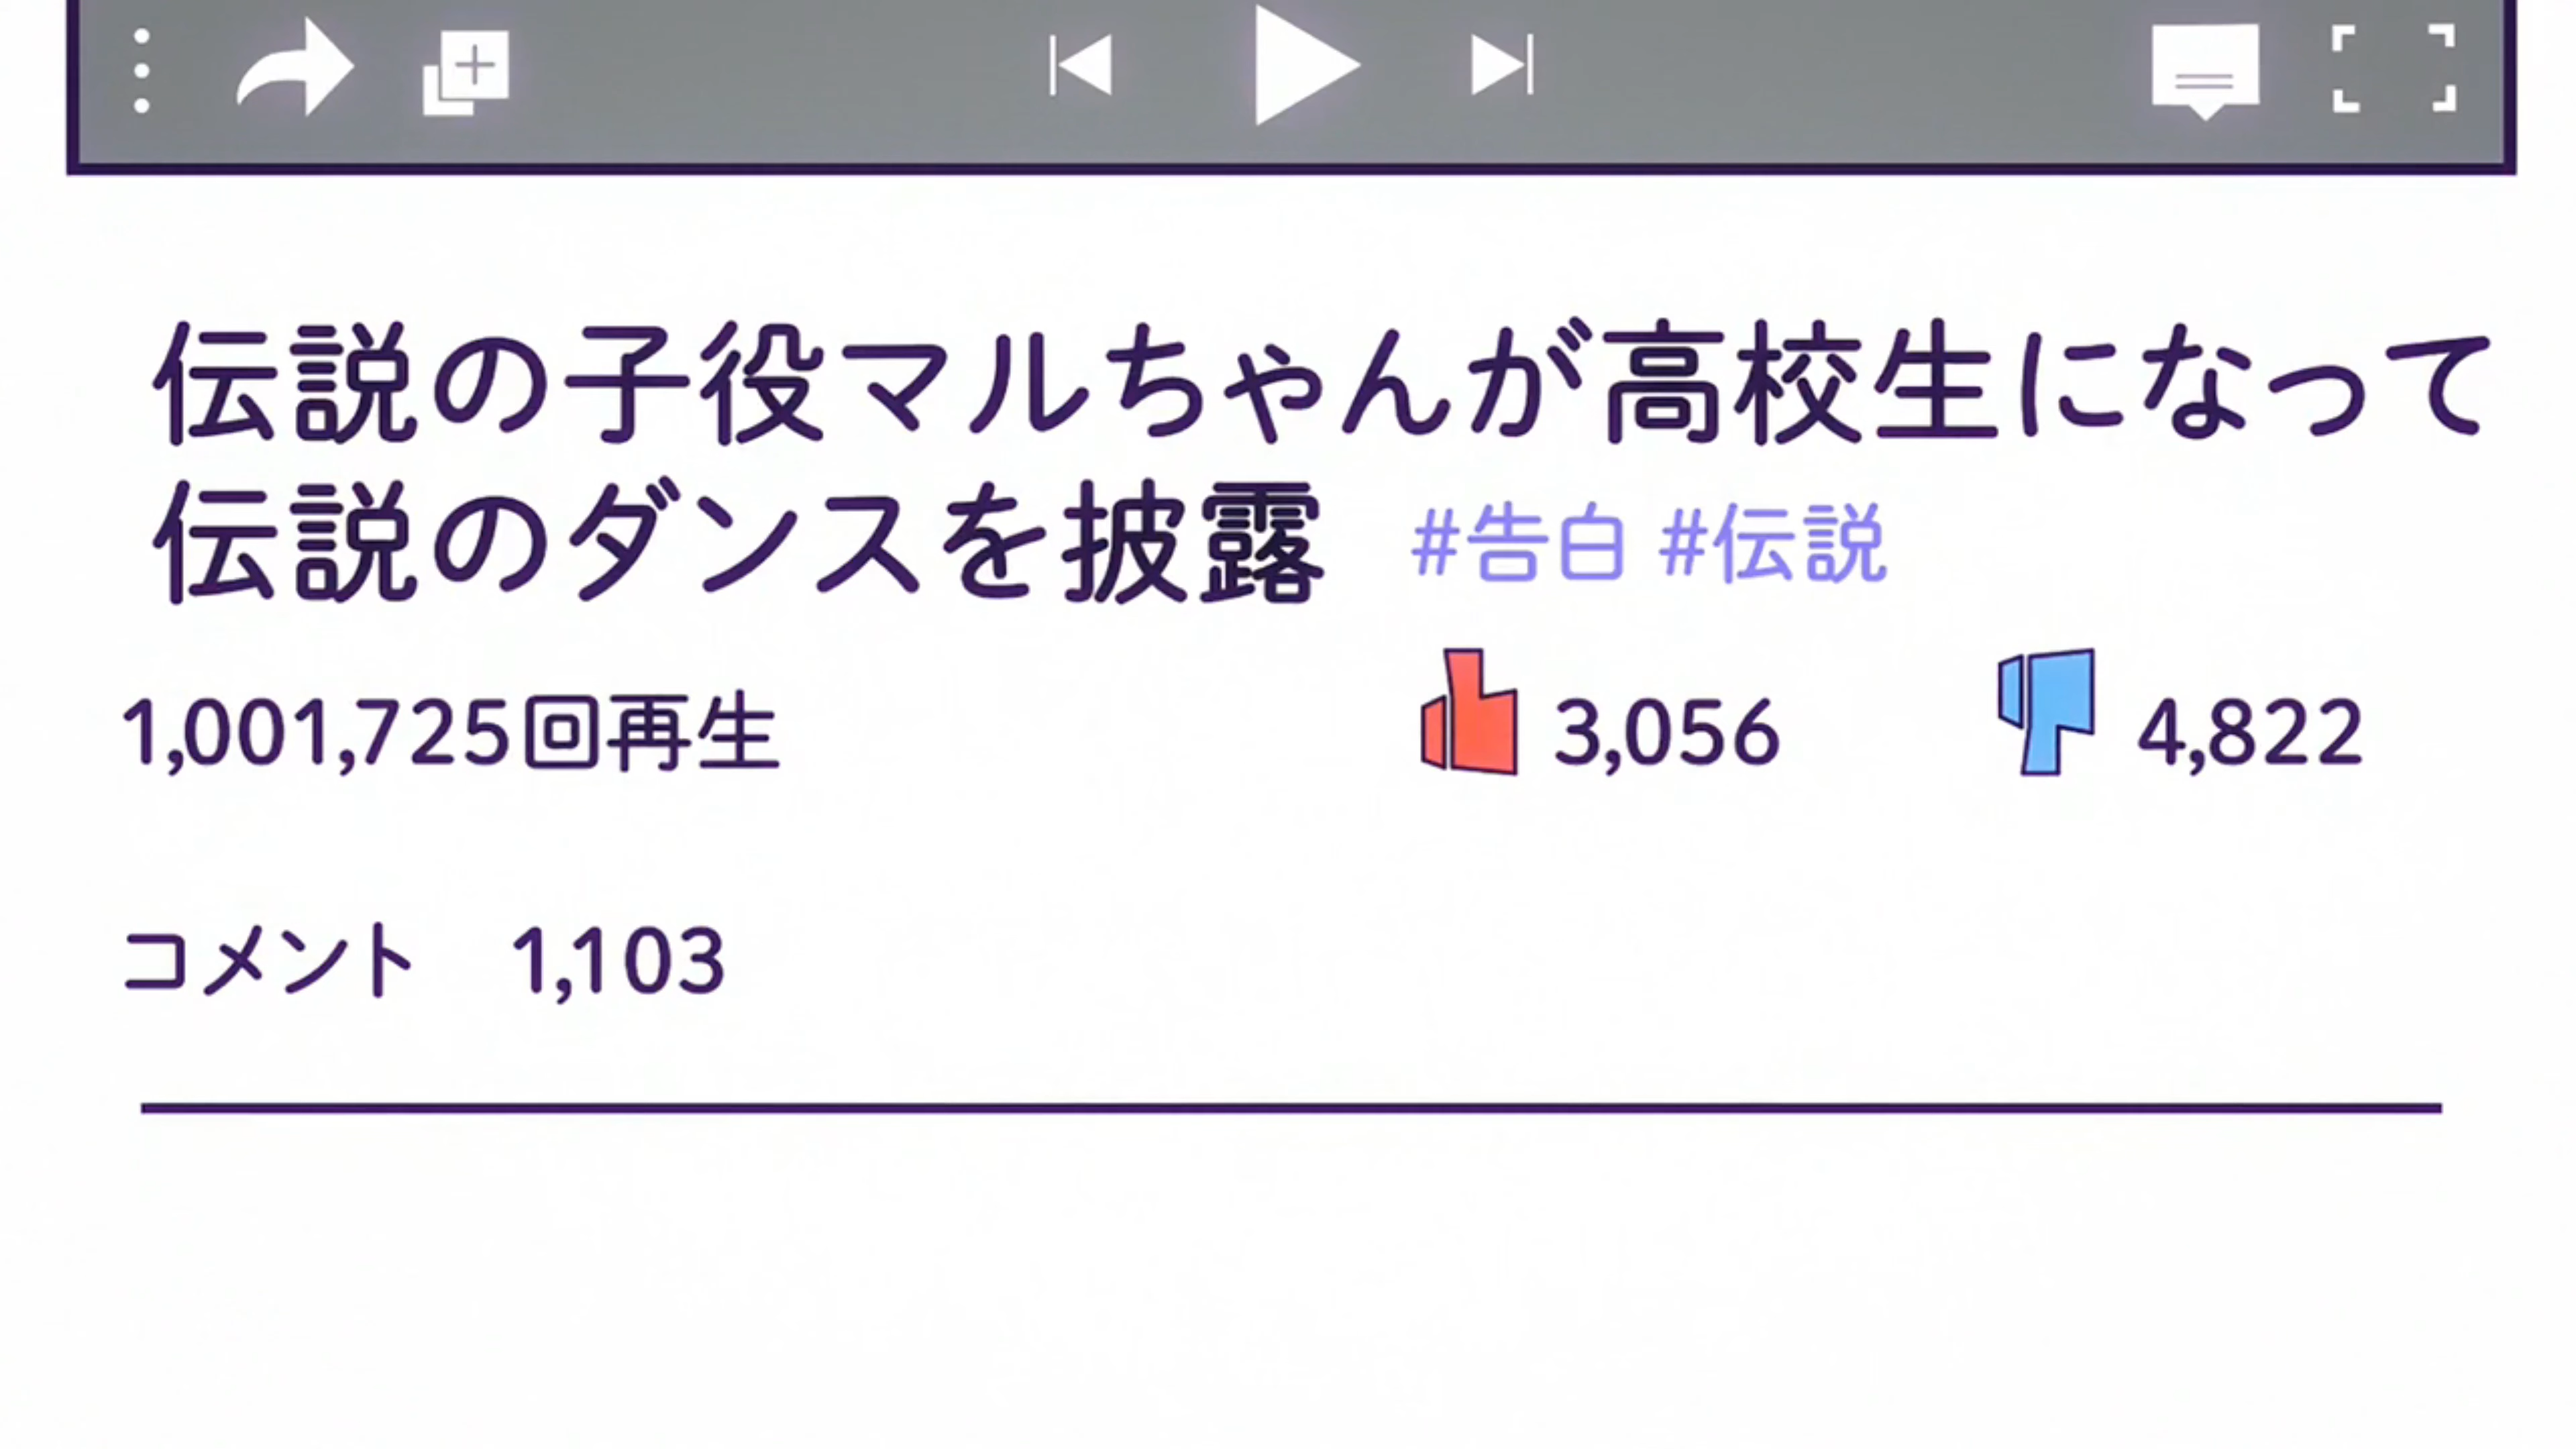 伝説の子役マルちゃんが高校生になって
伝説のダンスを披露 #告白 #伝説
1,001,725回再生 3,056 4,822
コメント 1,103